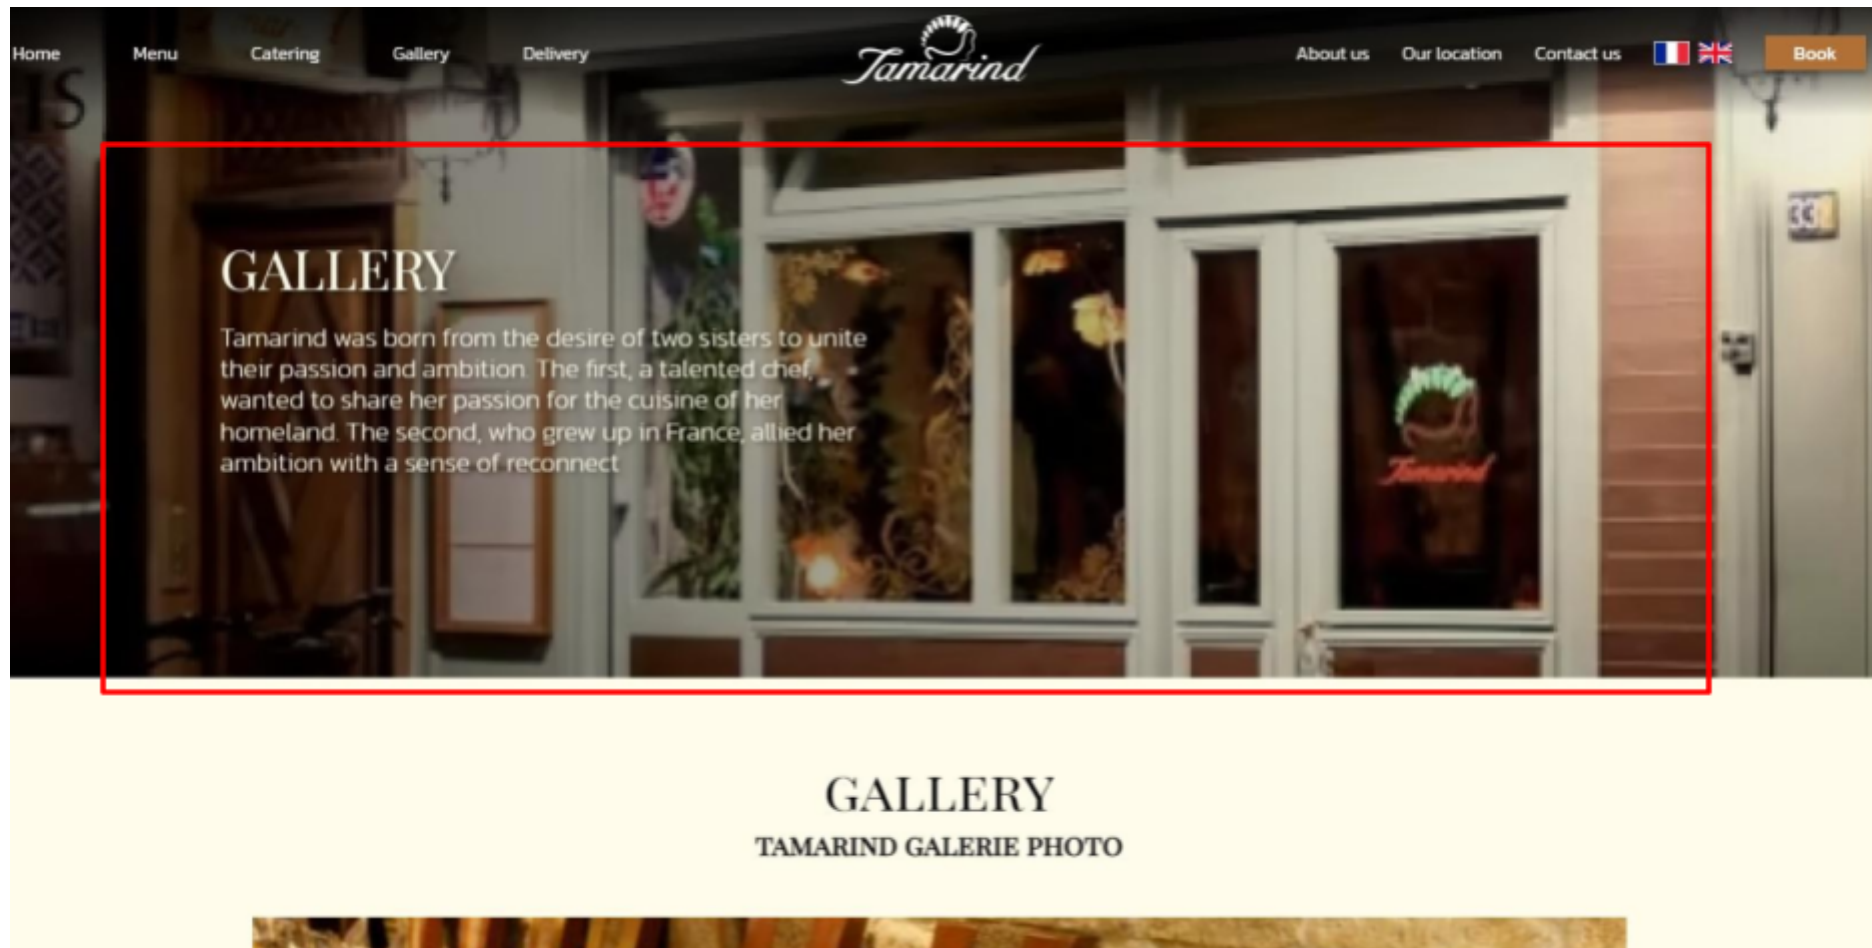 Home Menu Catering Gallery Delivery Tamarind About us Our location Contact us Book
IS
33
GALLERY
Tamarind was born from the desire of two sisters to unite
their passion and ambition. The first, a talented chef,
wanted to share her passion for the cuisine of her
homeland. The second, who grew up in France, allied her
ambition with a sense of reconnect
Tamarind
GALLERY
TAMARIND GALERIE PHOTO